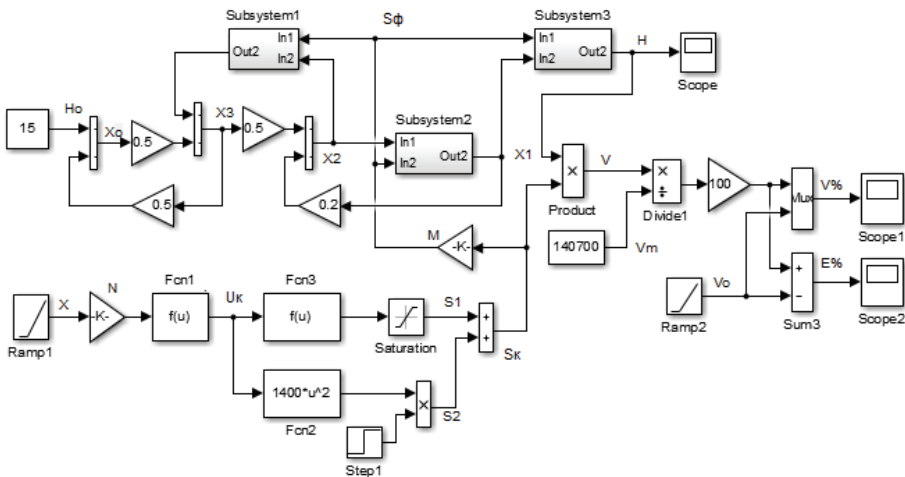 Subsystem1
Sф
Subsystem3
In1
In2
Out2
In1
In2
Out2
H
Scope
Ho
15
Xo
0.5
X3
0.5
X2
Subsystem2
In1
In2
Out2
X1
0.5
0.2
×
Product
V
×
÷
Divide1
100
Mux
V%
Scope1
M
-K-
140700
Vm
Vo
Ramp2
+
−
Sum3
E%
Scope2
X
Ramp1
N
-K-
Fcn1
f(u)
Uк
Fcn3
f(u)
Saturation
S1
+
+
Sк
1400*u^2
Fcn2
×
S2
Step1